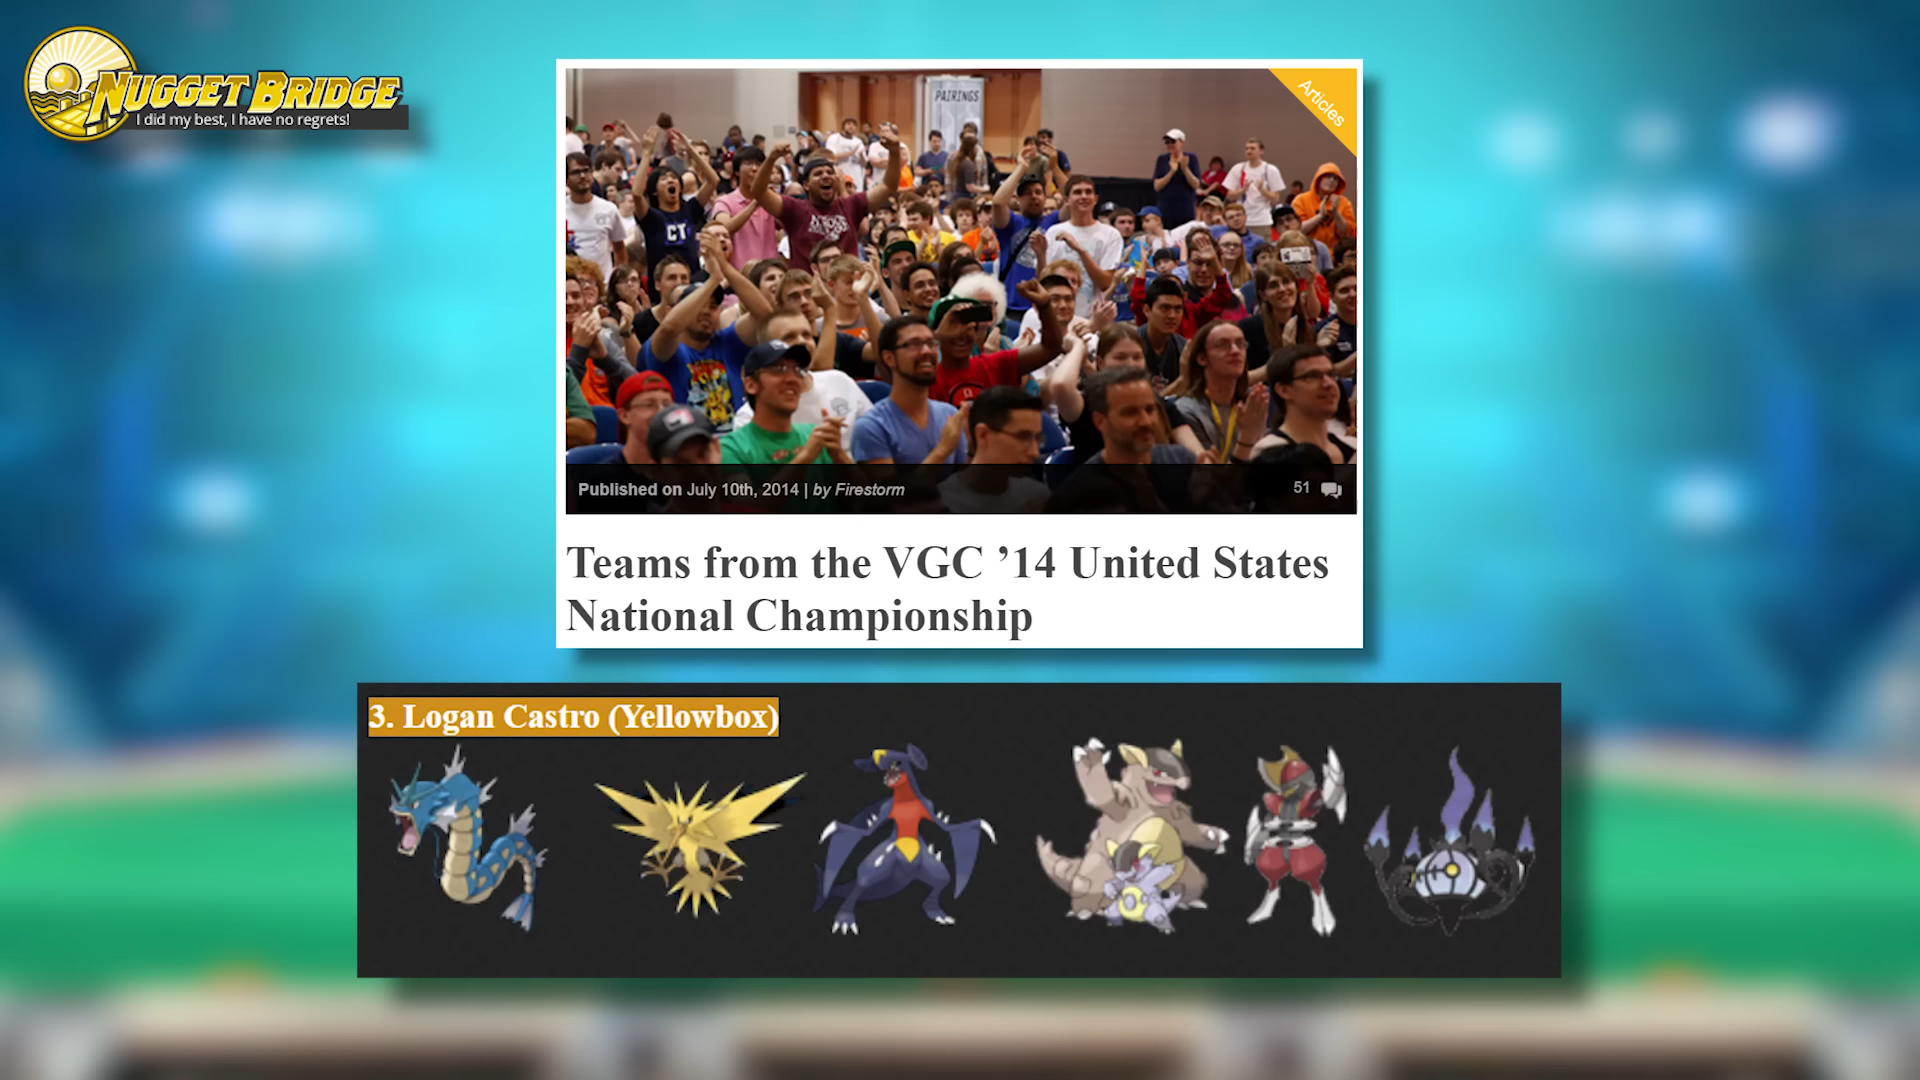 NUGGET BRIDGE
I did my best, I have no regrets!
PAIRINGS
Articles
CT
Published on July 10th, 2014 | by Firestorm
51
Teams from the VGC ’14 United States
National Championship
3. Logan Castro (Yellowbox)